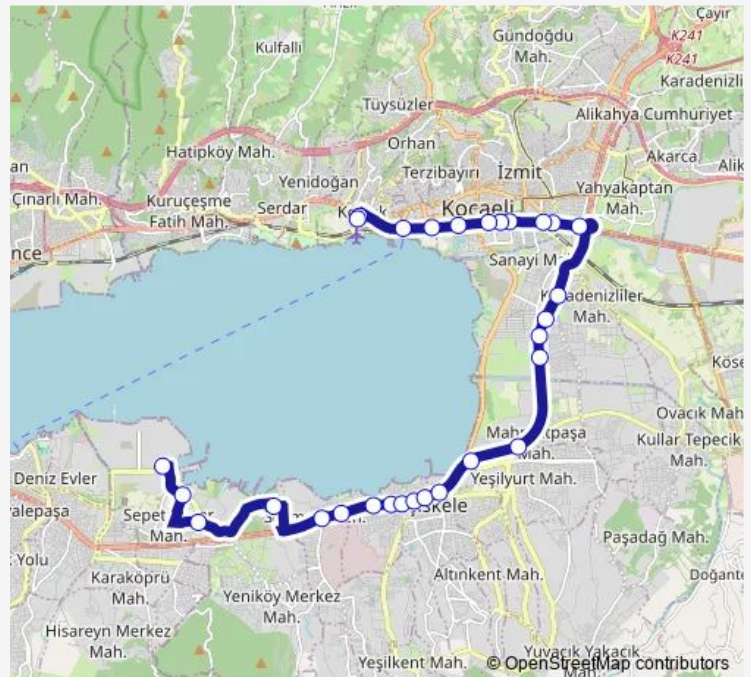 Çayır
Gündoğdu
Mah.
K241
K241
Kulfallı
Karadenizli
Tüysüzler
Alikahya Cumhuriyet
Orhan
Hatipköy Mah.
Akarca
Terzibayırı
İzmit
Yenidoğan
Yahyakaptan
Mah.
Çınarlı Mah.
Kuruçeşme
Fatih Mah.
Serdar
Kocaeli
Sanayi M
Mah.
Köse
Ovacık Mah
Kullar Tepecik
Mah.
Mah.
Deniz Evler
Yeşilyurt Mah.
Sepet
Mah.
Paşadağ Mah.
Yolu
Karaköprü
Mah.
Altınkent Mah.
Yeniköy Merkez
Mah.
Hisareyn Merkez
Mah.
Yeşilkent Mah.
Yuvacık Yakacık
Mah.
© OpenStreetMap contributors